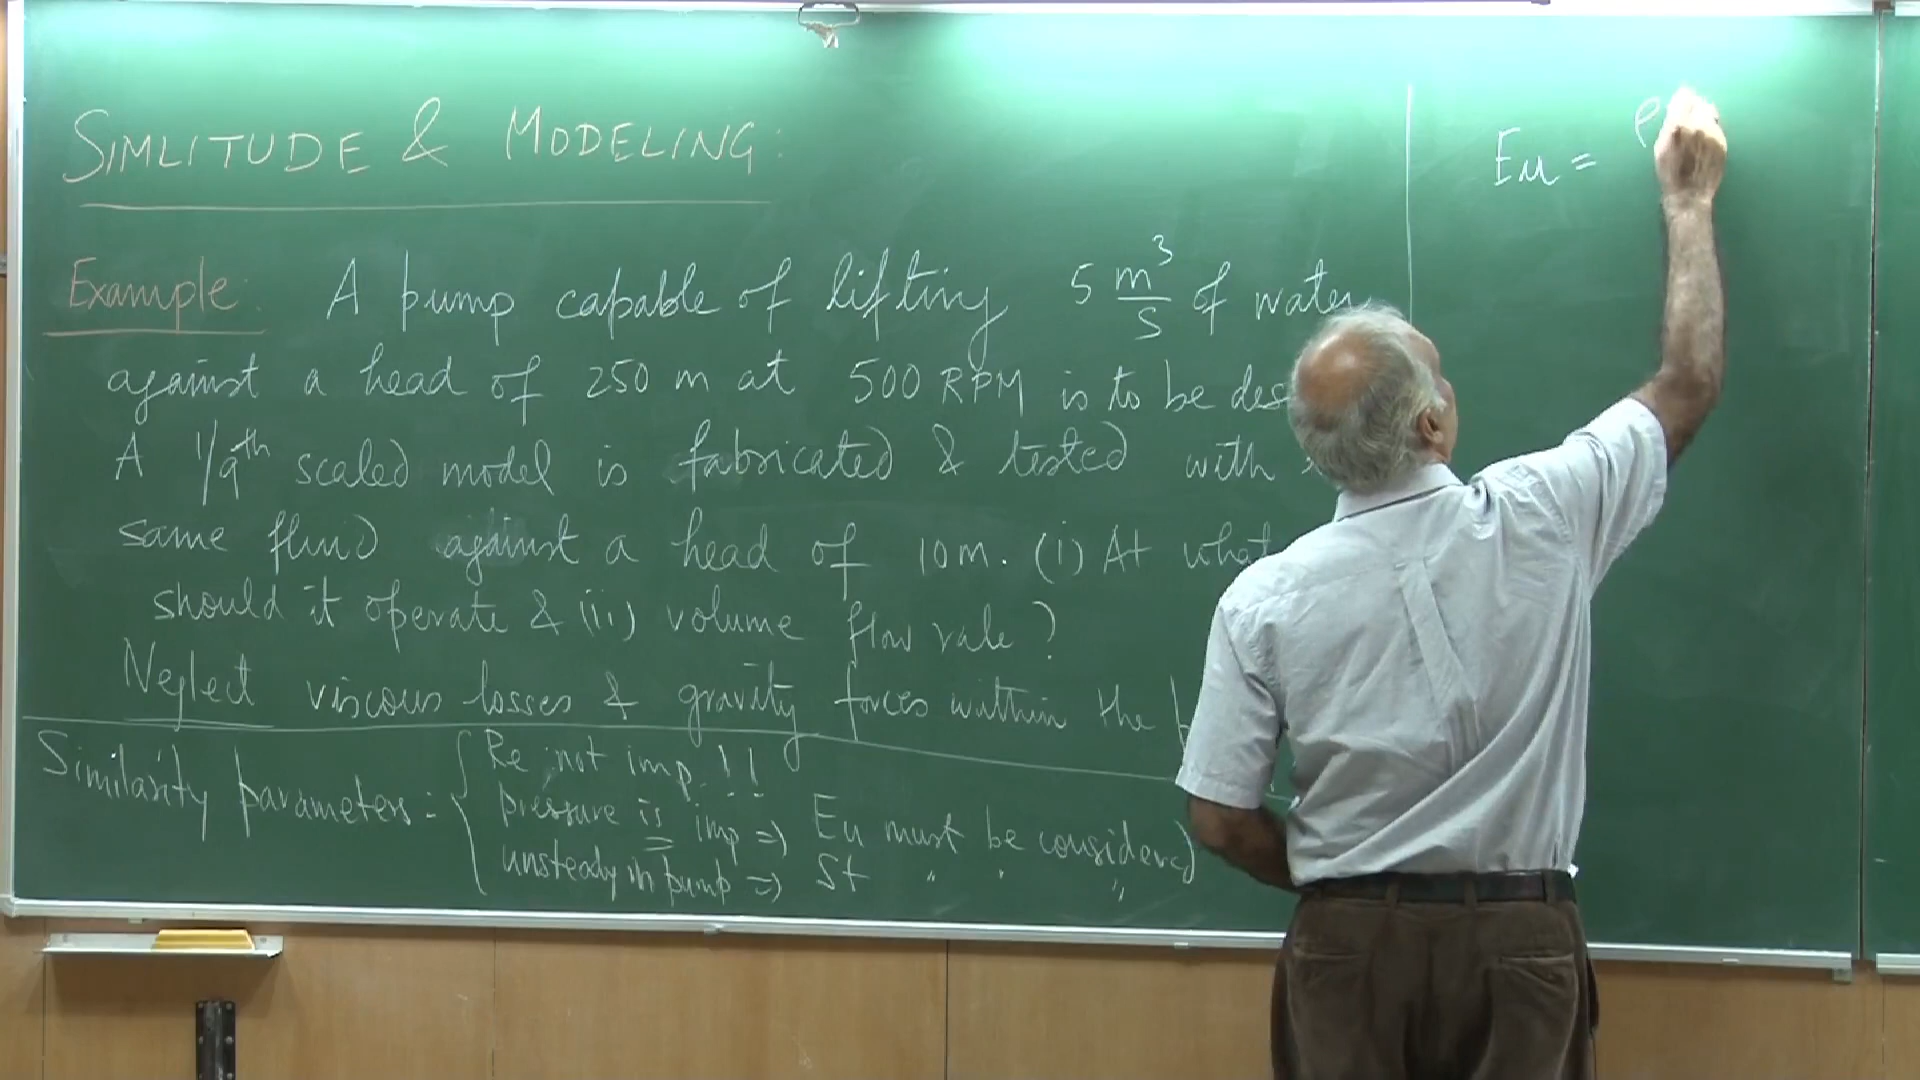 SIMLITUDE & MODELING:
Example: A pump capable of lifting 5 m³/s of water
against a head of 250 m at 500 RPM is to be des
A 1/9th scaled model is fabricated & tested with
same fluid against a head of 10m. (i) At what
should it operate & (ii) volume flow rate?
Neglect viscous losses & gravity forces within the
Similarity parameters:
Re not imp!!
pressure is imp => Eu must be considered
unsteady in pump => St " " "
Eu = ρ